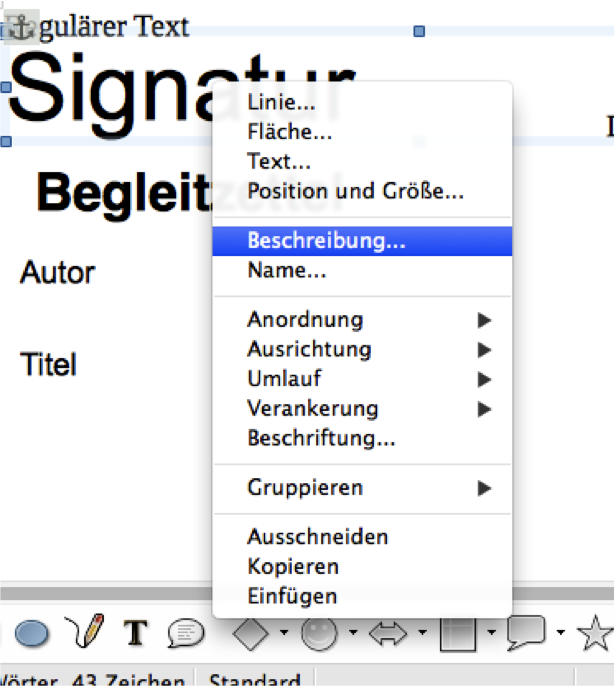 gulärer Text
Signatur
Begleitzettel
Autor
Titel
Linie...
Fläche...
Text...
Position und Größe...
Beschreibung...
Name...
Anordnung
Ausrichtung
Umlauf
Verankerung
Beschriftung...
Gruppieren
Ausschneiden
Kopieren
Einfügen
T
Wörter, 43 Zeichen
Standard